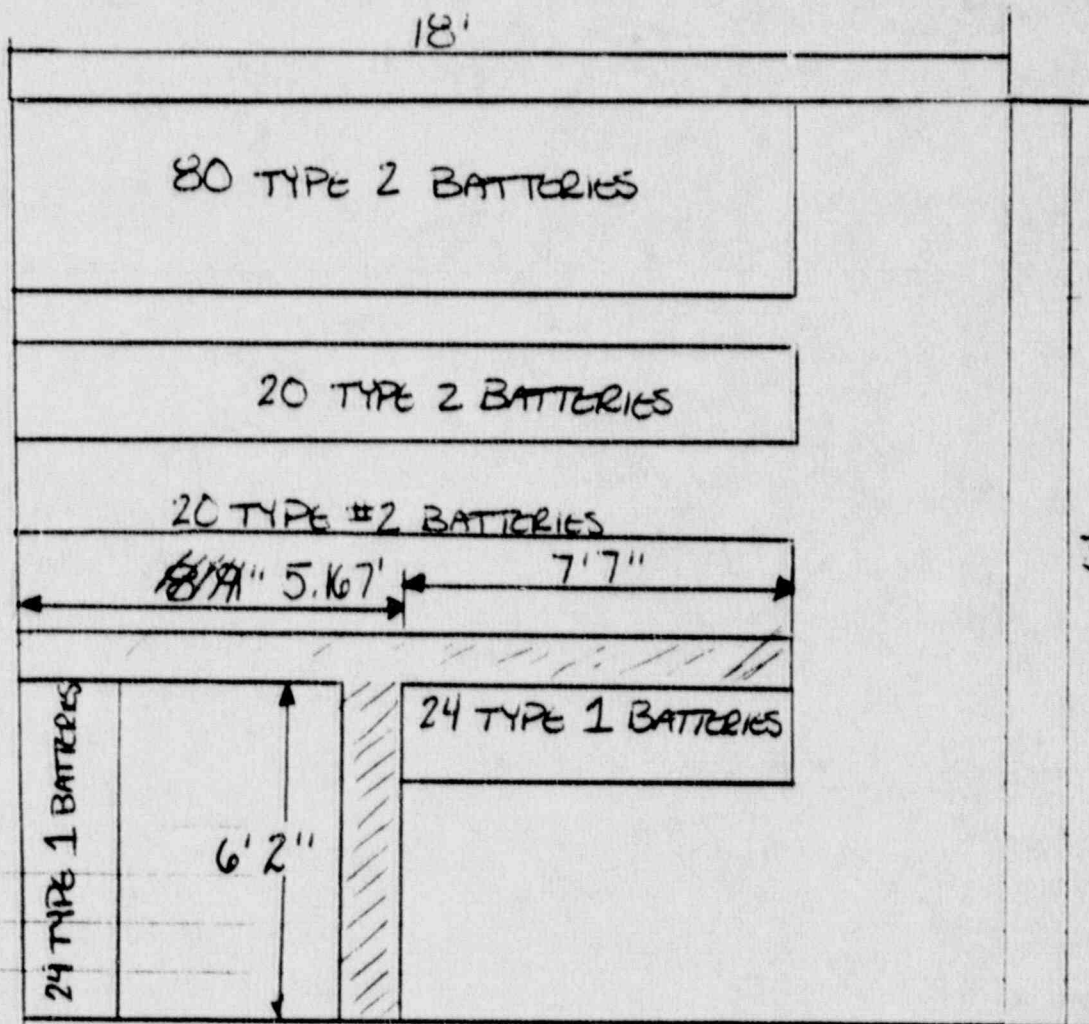 18'
80 TYPE 2 BATTERIES
20 TYPE 2 BATTERIES
20 TYPE #2 BATTERIES
5.167'
7'7"
24 TYPE 1 BATTERIES
24 TYPE 1 BATTRES
6'2"